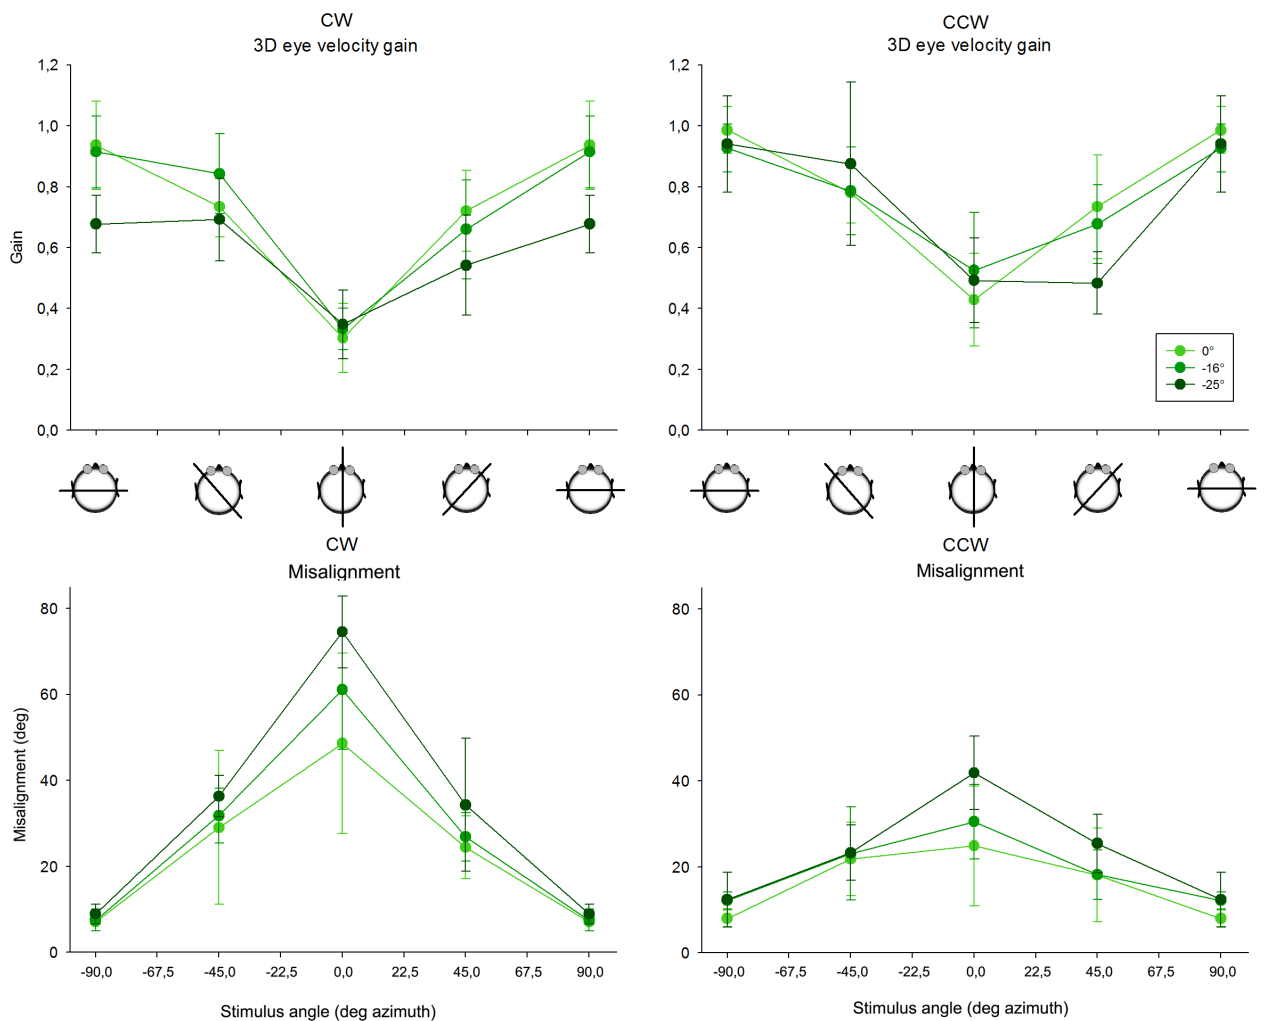 CW
3D eye velocity gain
1,2
1,0
0,8
0,6
0,4
0,2
0,0
Gain
CCW
3D eye velocity gain
1,2
1,0
0,8
0,6
0,4
0,2
0,0
0°
-16°
-25°
CW
Misalignment
80
60
40
20
0
Misalignment (deg)
-90,0 -67,5 -45,0 -22,5 0,0 22,5 45,0 67,5 90,0
Stimulus angle (deg azimuth)
CCW
Misalignment
80
60
40
20
0
-90,0 -67,5 -45,0 -22,5 0,0 22,5 45,0 67,5 90,0
Stimulus angle (deg azimuth)